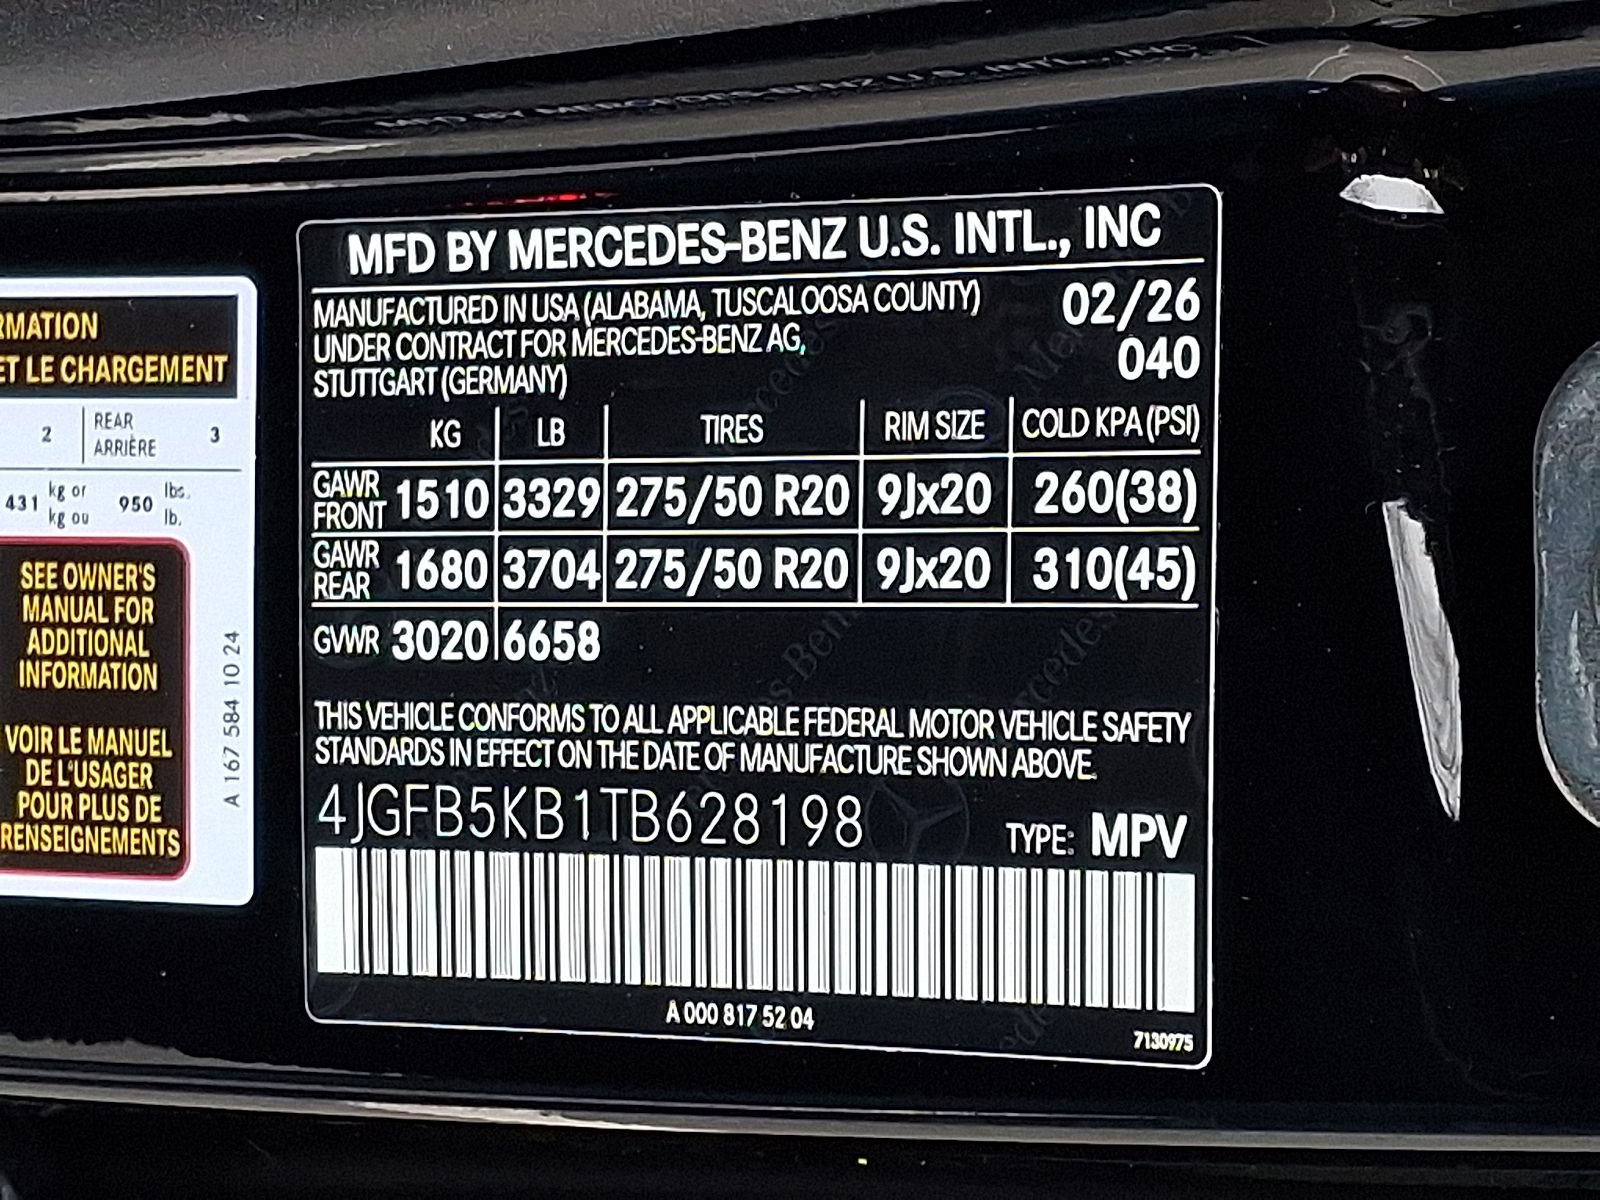 RMATION
ET LE CHARGEMENT
2 REAR
ARRIÈRE 3
431 kg or
kg ou 950 lbs.
lb.
SEE OWNER'S
MANUAL FOR
ADDITIONAL
INFORMATION
VOIR LE MANUEL
DE L'USAGER
POUR PLUS DE
RENSEIGNEMENTS
A 167 584 10 24
MFD BY MERCEDES-BENZ U.S. INTL., INC
MANUFACTURED IN USA (ALABAMA, TUSCALOOSA COUNTY) 02/26
UNDER CONTRACT FOR MERCEDES-BENZ AG, 040
STUTTGART (GERMANY)
KG LB TIRES RIM SIZE COLD KPA (PSI)
GAWR
FRONT 1510 3329 275/50 R20 9Jx20 260(38)
GAWR
REAR 1680 3704 275/50 R20 9Jx20 310(45)
GVWR 3020 6658
THIS VEHICLE CONFORMS TO ALL APPLICABLE FEDERAL MOTOR VEHICLE SAFETY
STANDARDS IN EFFECT ON THE DATE OF MANUFACTURE SHOWN ABOVE.
4JGFB5KB1TB628198 TYPE: MPV
A 000 817 52 04
7130975